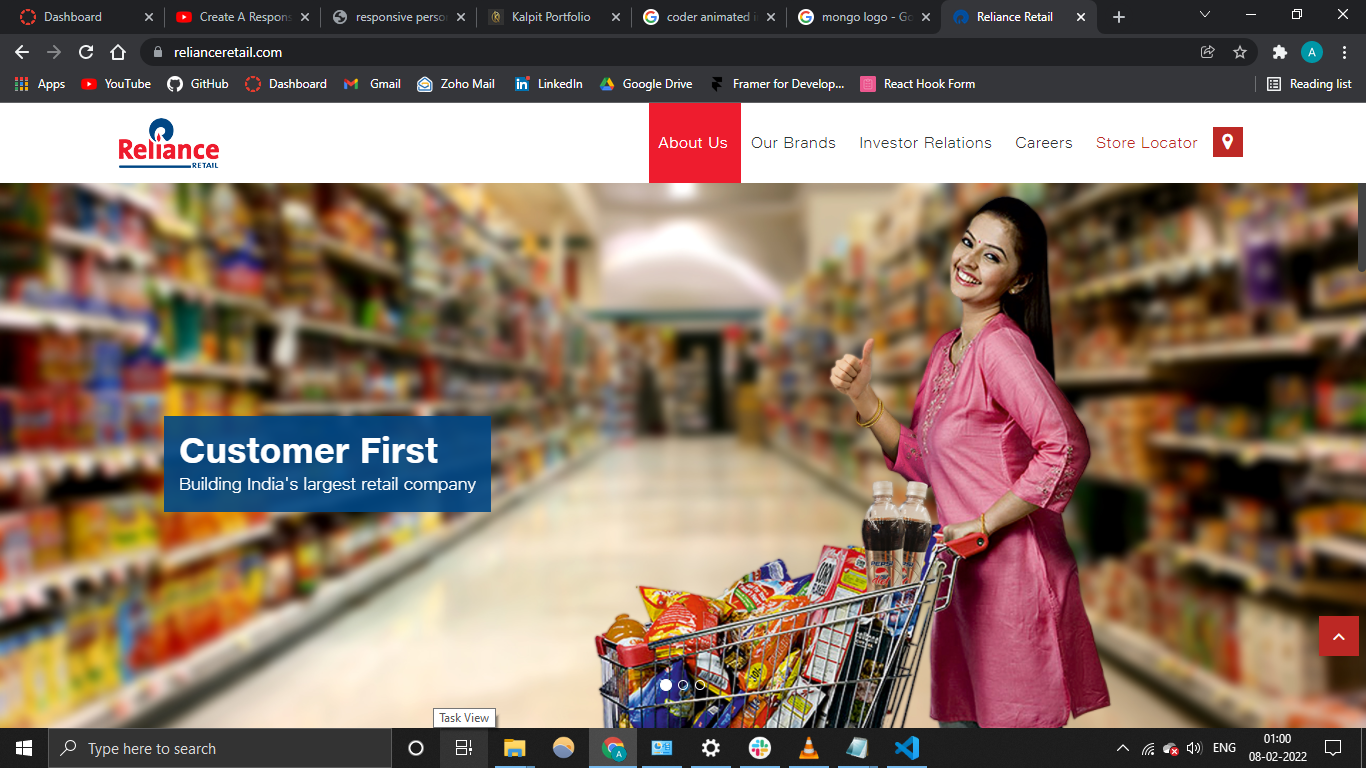 Dashboard
Create A Respons
responsive perso
Kalpit Portfolio
coder animated i
mongo logo - Go
Reliance Retail
relianceretail.com
A
Apps
YouTube
GitHub
Dashboard
Gmail
Zoho Mail
LinkedIn
Google Drive
Framer for Develop...
React Hook Form
Reading list
Reliance
RETAIL
About Us
Our Brands
Investor Relations
Careers
Store Locator
Customer First
Building India's largest retail company
PEPSI
Task View
Type here to search
A
ENG
01:00
08-02-2022